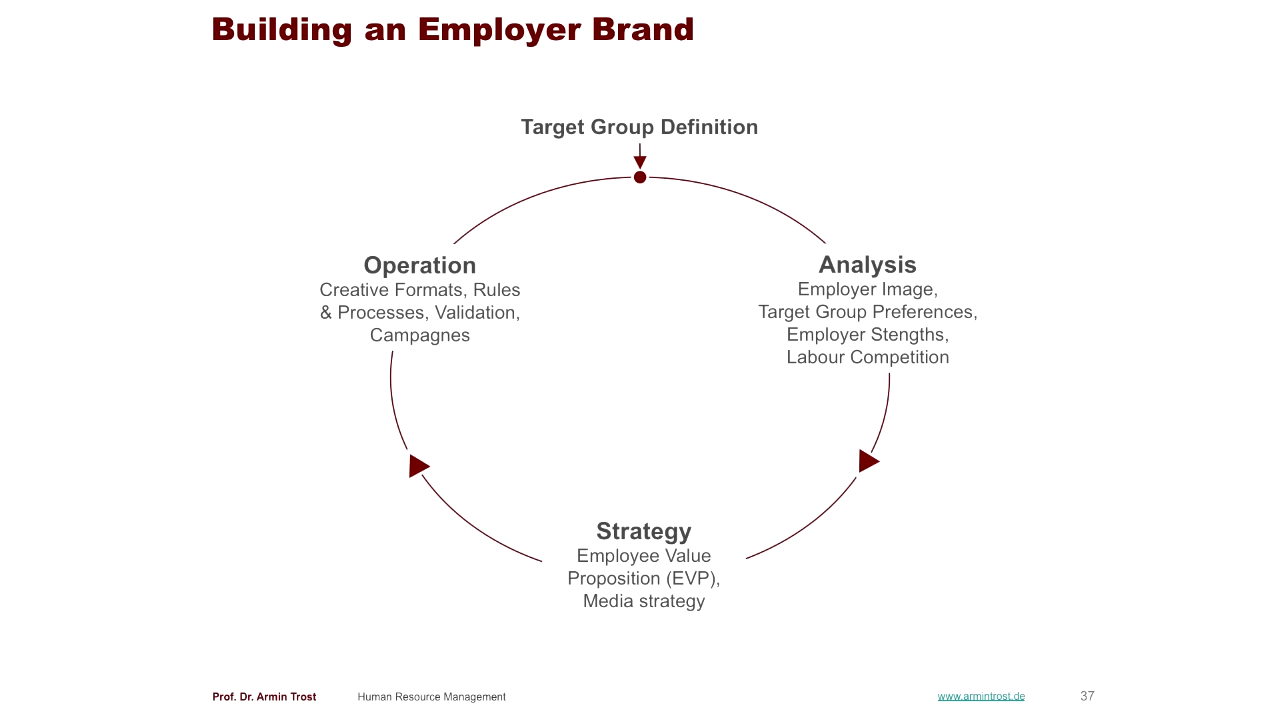 Building an Employer Brand
Target Group Definition
Operation
Creative Formats, Rules
& Processes, Validation,
Campagnes
Analysis
Employer Image,
Target Group Preferences,
Employer Stengths,
Labour Competition
Strategy
Employee Value
Proposition (EVP),
Media strategy
Prof. Dr. Armin Trost Human Resource Management www.armintrost.de 37